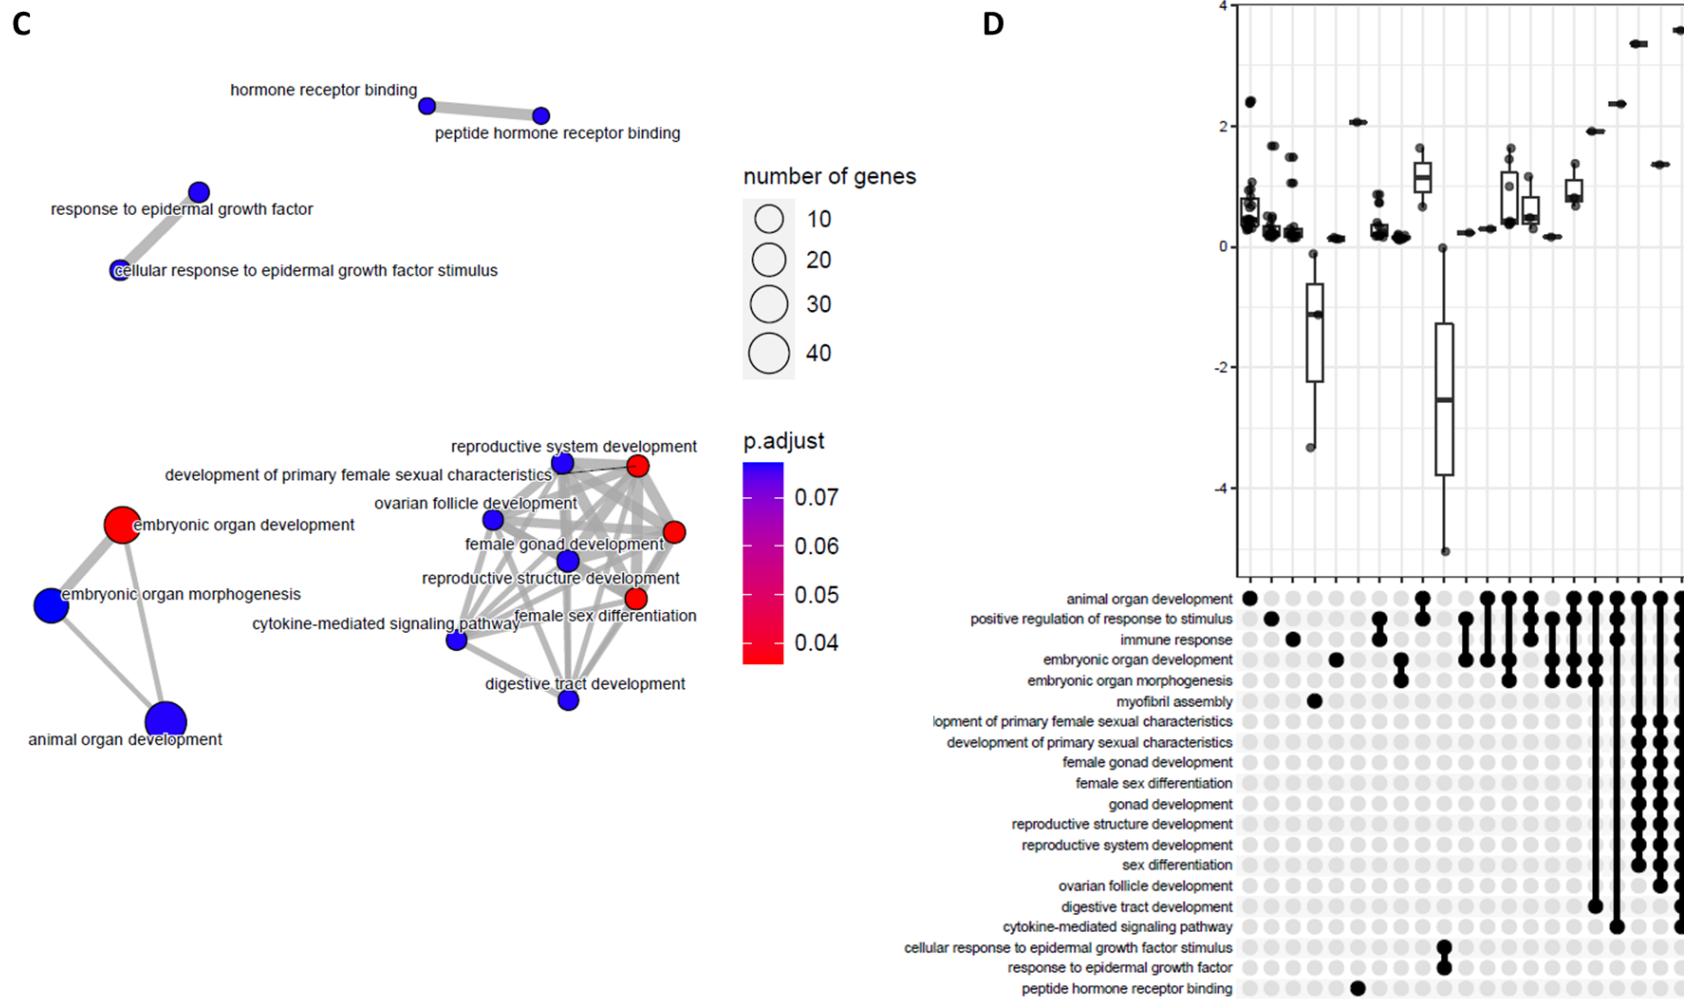 C
hormone receptor binding
peptide hormone receptor binding
response to epidermal growth factor
cellular response to epidermal growth factor stimulus
number of genes
10
20
30
40
reproductive system development
development of primary female sexual characteristics
ovarian follicle development
female gonad development
reproductive structure development
female sex differentiation
cytokine-mediated signaling pathway
digestive tract development
embryonic organ development
embryonic organ morphogenesis
animal organ development
p.adjust
0.07
0.06
0.05
0.04
D
4
2
0
-2
-4
animal organ development
positive regulation of response to stimulus
immune response
embryonic organ development
embryonic organ morphogenesis
myofibril assembly
lopment of primary female sexual characteristics
development of primary sexual characteristics
female gonad development
female sex differentiation
gonad development
reproductive structure development
reproductive system development
sex differentiation
ovarian follicle development
digestive tract development
cytokine-mediated signaling pathway
cellular response to epidermal growth factor stimulus
response to epidermal growth factor
peptide hormone receptor binding